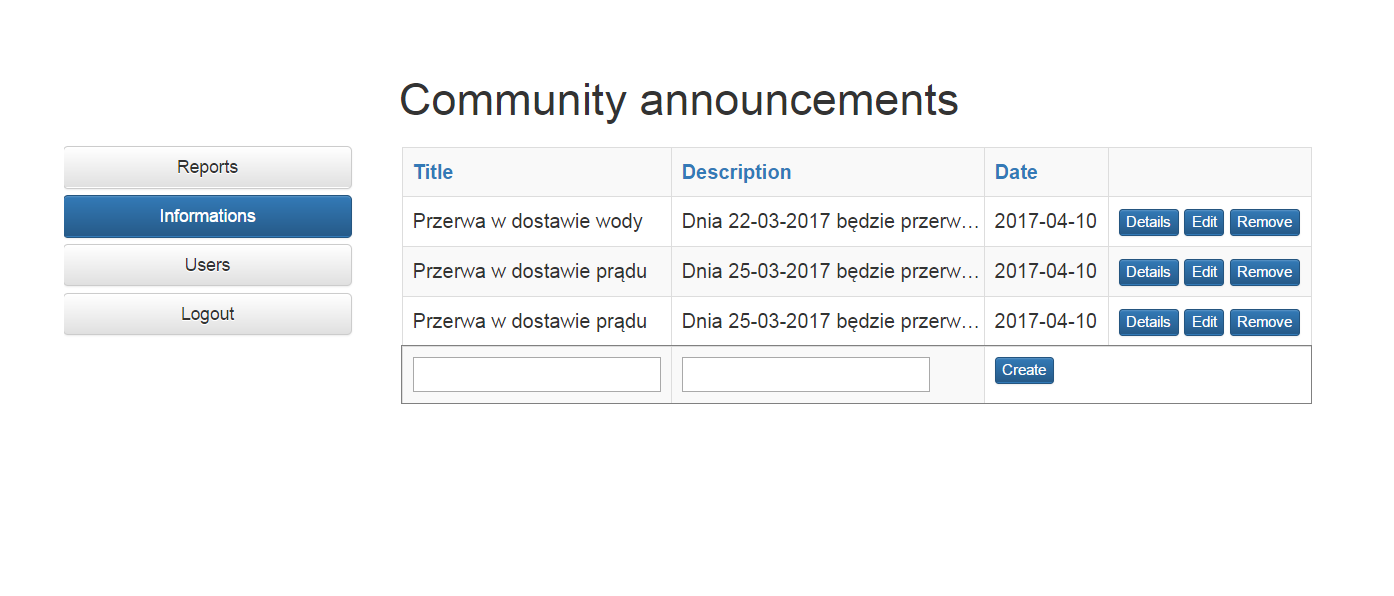 Community announcements
Reports
Informations
Users
Logout
Title Description Date
Przerwa w dostawie wody Dnia 22-03-2017 będzie przerw… 2017-04-10 Details Edit Remove
Przerwa w dostawie prądu Dnia 25-03-2017 będzie przerw… 2017-04-10 Details Edit Remove
Przerwa w dostawie prądu Dnia 25-03-2017 będzie przerw… 2017-04-10 Details Edit Remove
Create